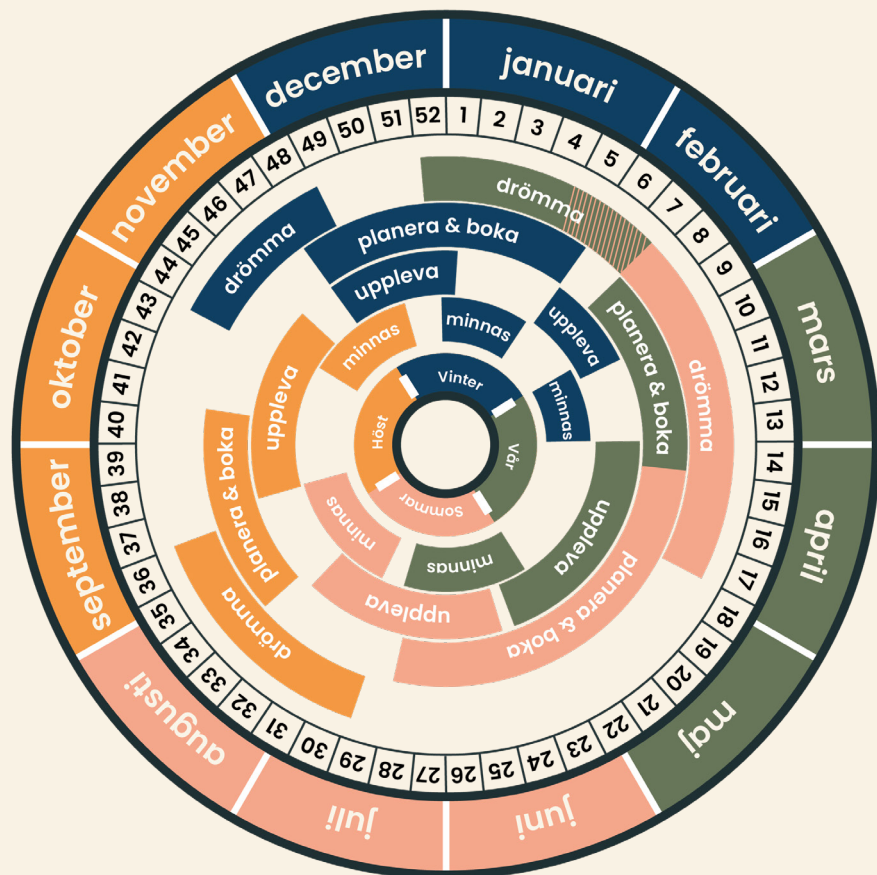 januari
februari
mars
april
maj
juni
juli
augusti
september
oktober
november
december
1
2
3
4
5
6
7
8
9
10
11
12
13
14
15
16
17
18
19
20
21
22
23
24
25
26
27
28
29
30
31
32
33
34
35
36
37
38
39
40
41
42
43
44
45
46
47
48
49
50
51
52
drömma
drömma
drömma
drömma
planera & boka
planera & boka
planera & boka
planera & boka
uppleva
uppleva
uppleva
uppleva
uppleva
minnas
minnas
minnas
minnas
minnas
Vinter
Vår
sommar
Höst